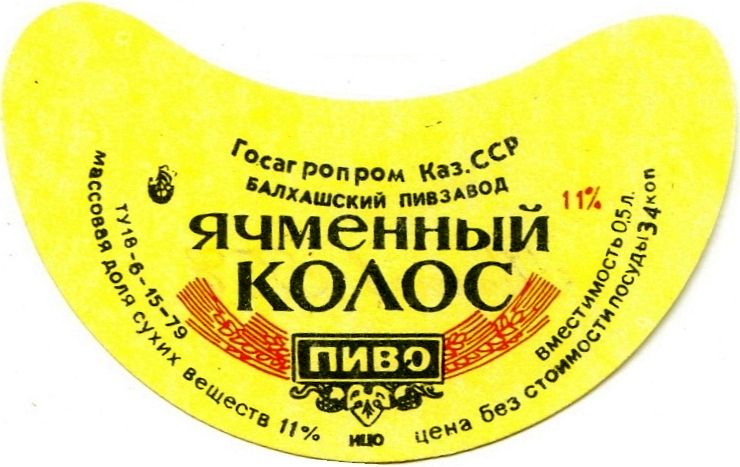 Госагропром Каз.ССР
БАЛХАШСКИЙ ПИВЗАВОД
11%
ячменный
колос
ПИВО
ТУ18-6-15-79
массовая доля сухих веществ 11%
ИЦО
вместимость 0,5л.
цена без стоимости посуды 34 коп